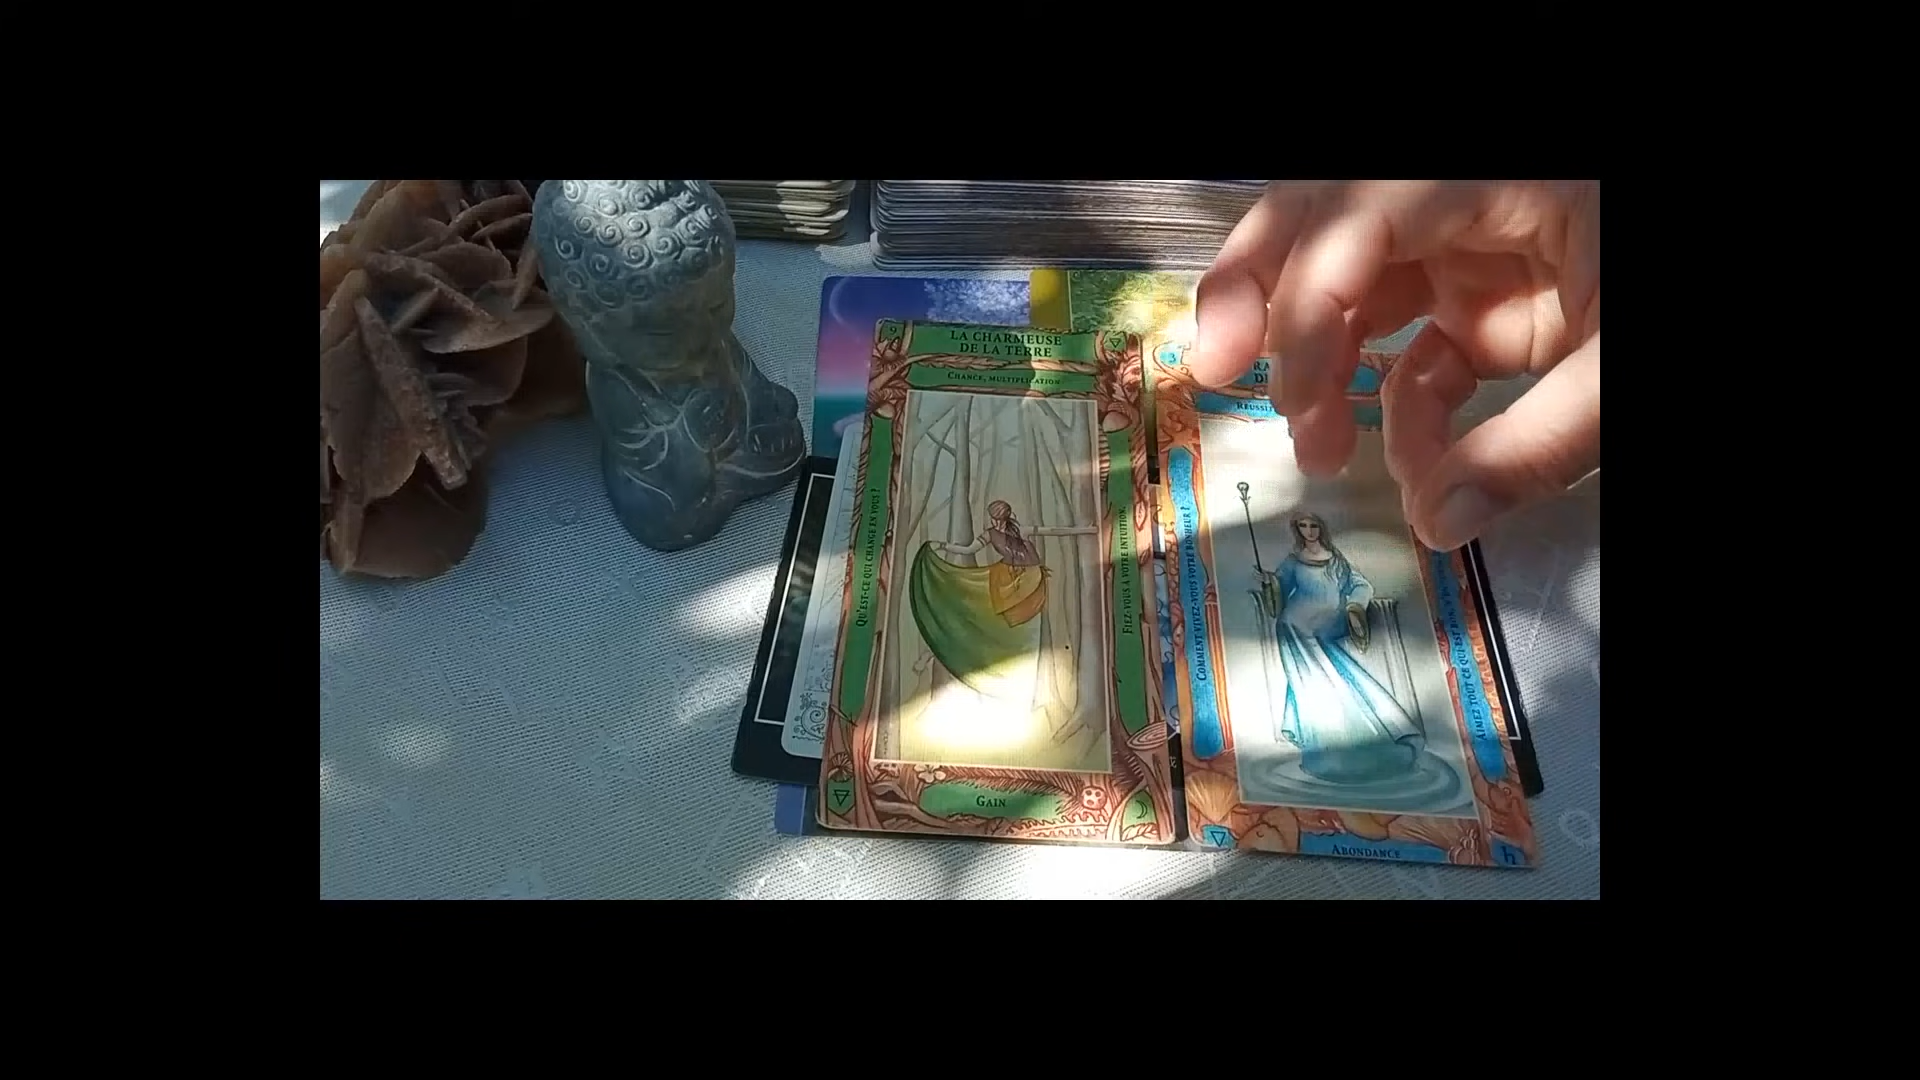 9
LA CHARMEUSE
DE LA TERRE
CHANCE, MULTIPLICATION
QU'EST-CE QUI CHANGE EN VOUS ?
FIEZ-VOUS À VOTRE INTUITION.
GAIN
3
COMMENT VIVEZ-VOUS VOTRE BONHEUR ?
AIMEZ TOUT CE QUI EST BON
ABONDANCE